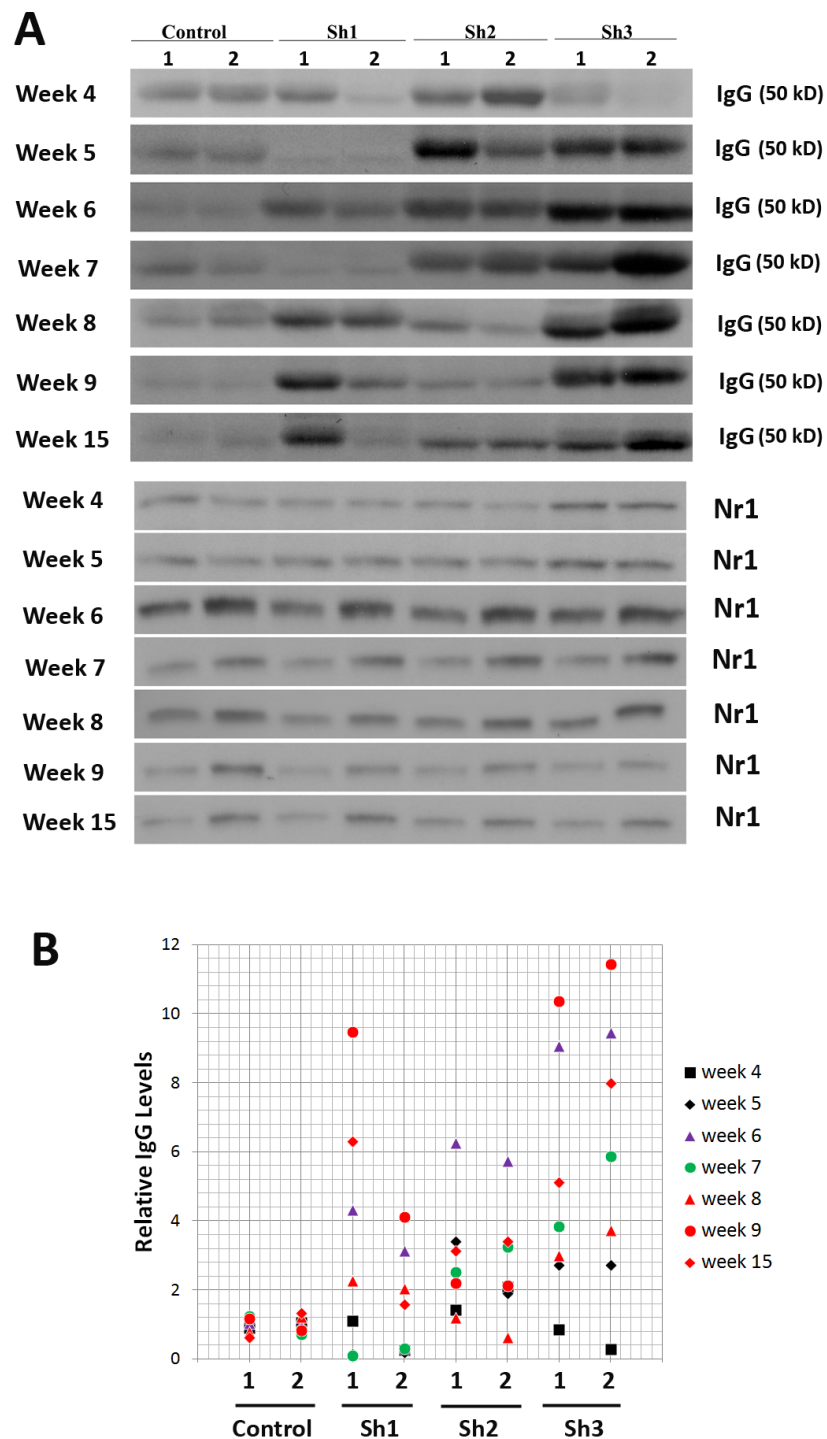 A
Control Sh1 Sh2 Sh3
1 2 1 2 1 2 1 2
Week 4 IgG (50 kD)
Week 5 IgG (50 kD)
Week 6 IgG (50 kD)
Week 7 IgG (50 kD)
Week 8 IgG (50 kD)
Week 9 IgG (50 kD)
Week 15 IgG (50 kD)
Week 4 Nr1
Week 5 Nr1
Week 6 Nr1
Week 7 Nr1
Week 8 Nr1
Week 9 Nr1
Week 15 Nr1
B
Relative IgG Levels
12
10
8
6
4
2
0
week 4
week 5
week 6
week 7
week 8
week 9
week 15
1 2 1 2 1 2 1 2
Control Sh1 Sh2 Sh3